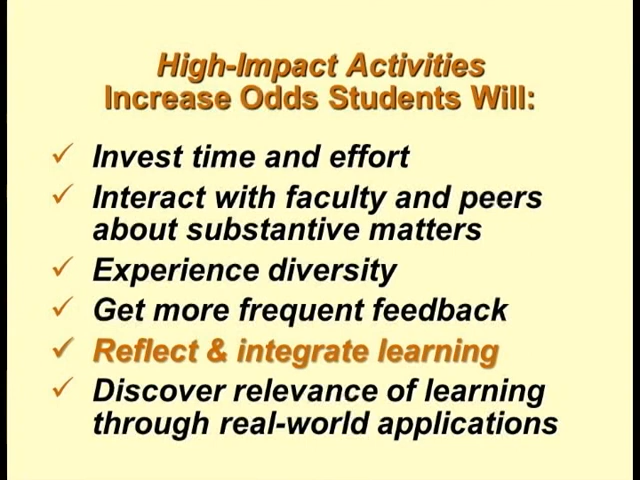 High-Impact Activities
Increase Odds Students Will:
✓ Invest time and effort
✓ Interact with faculty and peers
about substantive matters
✓ Experience diversity
✓ Get more frequent feedback
✓ Reflect & integrate learning
✓ Discover relevance of learning
through real-world applications